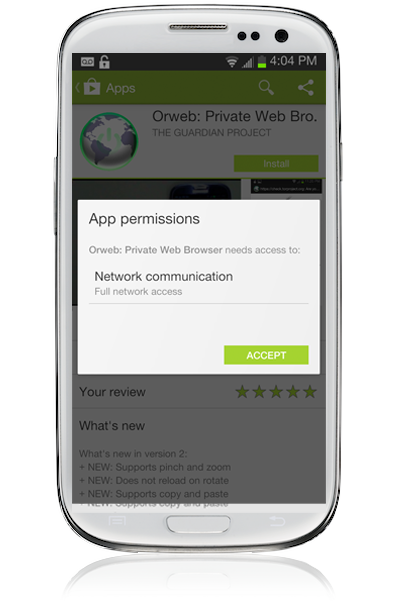 4:04 PM
Apps
Orweb: Private Web Bro.
THE GUARDIAN PROJECT
Install
App permissions
Orweb: Private Web Browser needs access to:
Network communication
Full network access
ACCEPT
Your review
What's new
What's new in version 2:
+ NEW: Supports pinch and zoom
+ NEW: Does not reload on rotate
+ NEW: Supports copy and paste
+ NEW: Supports copy and paste